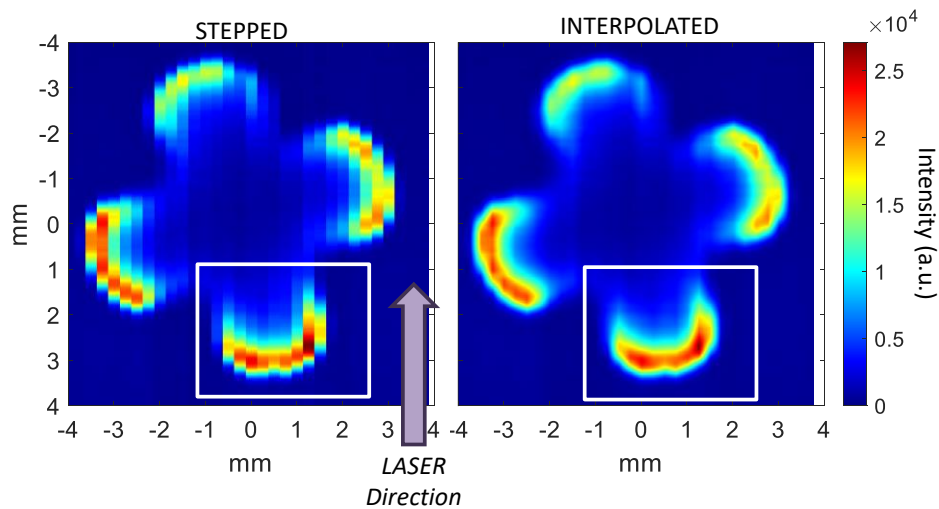 STEPPED
INTERPOLATED
×10⁴
-4
-3
-2
-1
0
1
2
3
4
mm
-4 -3 -2 -1 0 1 2 3 4
mm
-4 -3 -2 -1 0 1 2 3 4
mm
2.5
2
1.5
1
0.5
0
Intensity (a.u.)
LASER
Direction